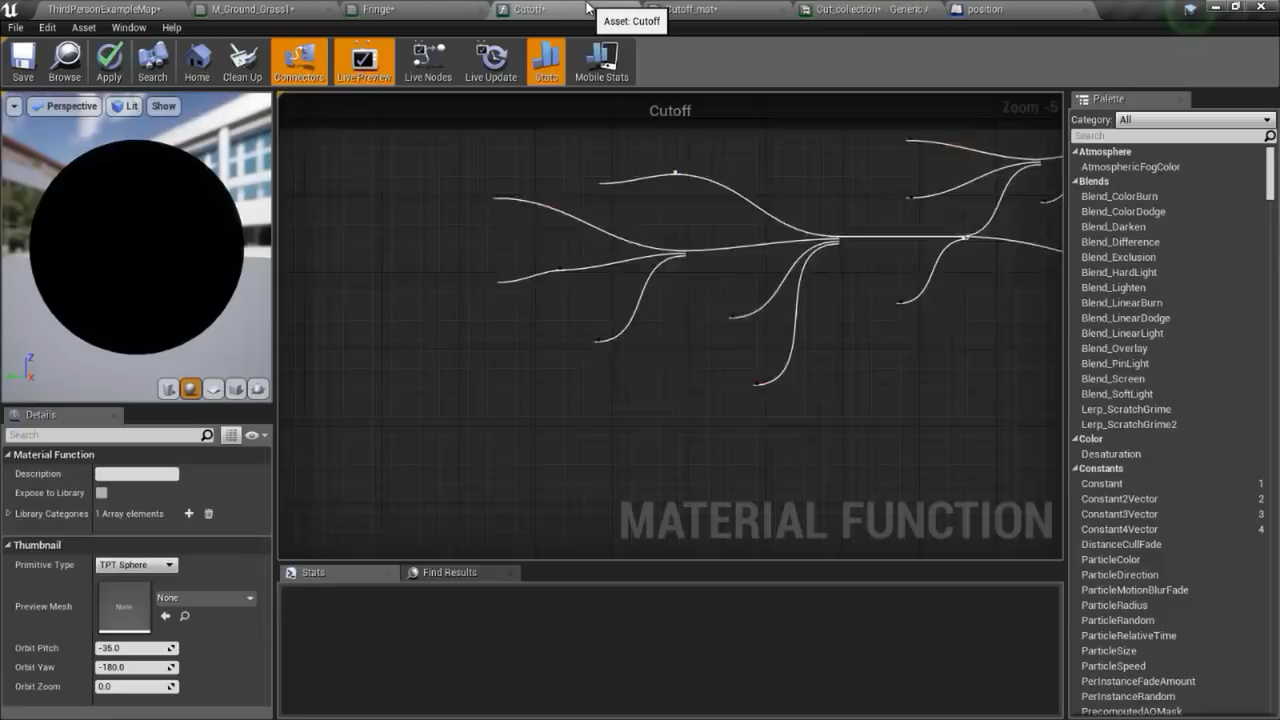 ThirdPersonExampleMap*
M_Ground_Grass1*
Fringe*
Cutoff*
Cutoff_mat*
Cut_collection* - Generic A
position
Asset: Cutoff
File
Edit
Asset
Window
Help
Save
Browse
Apply
Search
Home
Clean Up
Connectors
Live Preview
Live Nodes
Live Update
Stats
Mobile Stats
Perspective
Lit
Show
Z
X
Cutoff
Zoom -5
MATERIAL FUNCTION
Details
Search
Material Function
Description
Expose to Library
Library Categories
1 Array elements
Thumbnail
Primitive Type
TPT Sphere
Preview Mesh
None
None
Orbit Pitch
-35.0
Orbit Yaw
-180.0
Orbit Zoom
0.0
Stats
Find Results
Palette
Category:
All
Search
Atmosphere
AtmosphericFogColor
Blends
Blend_ColorBurn
Blend_ColorDodge
Blend_Darken
Blend_Difference
Blend_Exclusion
Blend_HardLight
Blend_Lighten
Blend_LinearBurn
Blend_LinearDodge
Blend_LinearLight
Blend_Overlay
Blend_PinLight
Blend_Screen
Blend_SoftLight
Lerp_ScratchGrime
Lerp_ScratchGrime2
Color
Desaturation
Constants
Constant 1
Constant2Vector 2
Constant3Vector 3
Constant4Vector 4
DistanceCullFade
ParticleColor
ParticleDirection
ParticleMotionBlurFade
ParticleRadius
ParticleRandom
ParticleRelativeTime
ParticleSize
ParticleSpeed
PerInstanceFadeAmount
PerInstanceRandom
PrecomputedAOMask